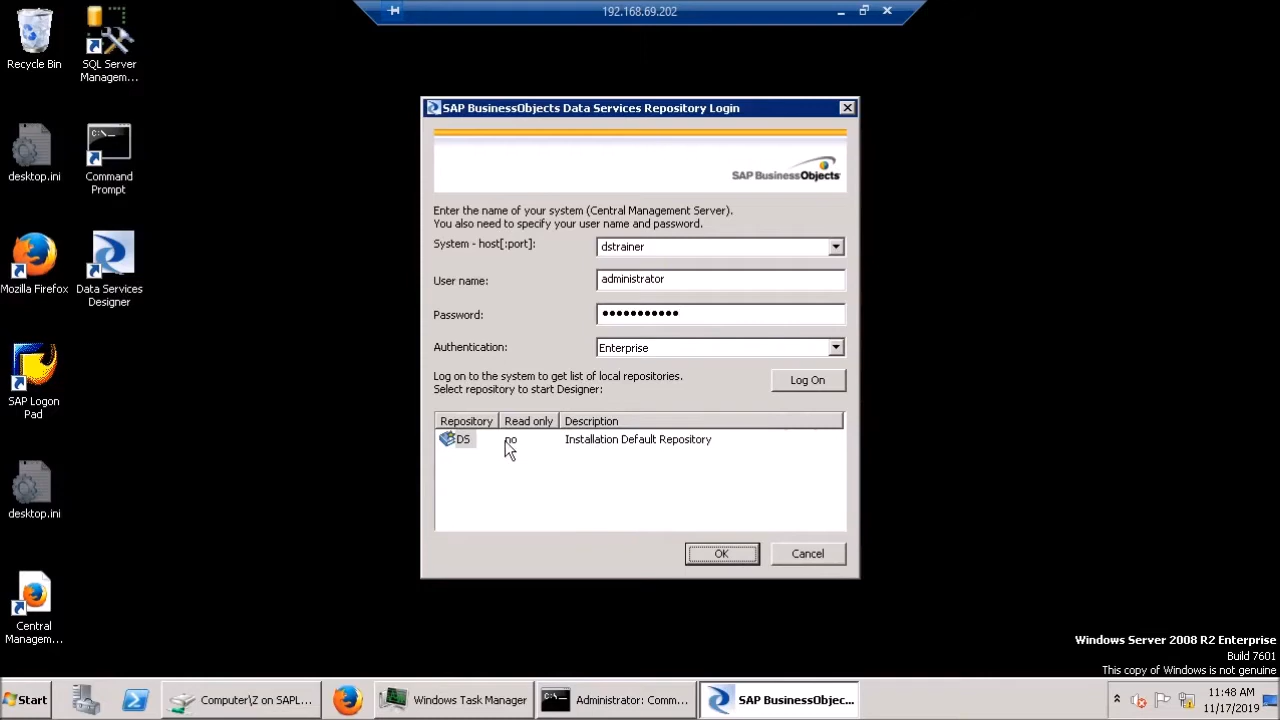 192.168.69.202
Recycle Bin
SQL Server
Managem...
desktop.ini
Command
Prompt
Mozilla Firefox
Data Services
Designer
SAP Logon
Pad
desktop.ini
Central
Managem...
SAP BusinessObjects Data Services Repository Login
SAP BusinessObjects
Enter the name of your system (Central Management Server).
You also need to specify your user name and password.
System - host[:port]:
dstrainer
User name:
administrator
Password:
●●●●●●●●●●●
Authentication:
Enterprise
Log on to the system to get list of local repositories.
Select repository to start Designer:
Log On
Repository Read only Description
DS no Installation Default Repository
OK
Cancel
Windows Server 2008 R2 Enterprise
Build 7601
This copy of Windows is not genuine
Start
Computer\Z on SAPL...
Windows Task Manager
Administrator: Comm...
SAP BusinessObjec...
11:48
11/17/2019